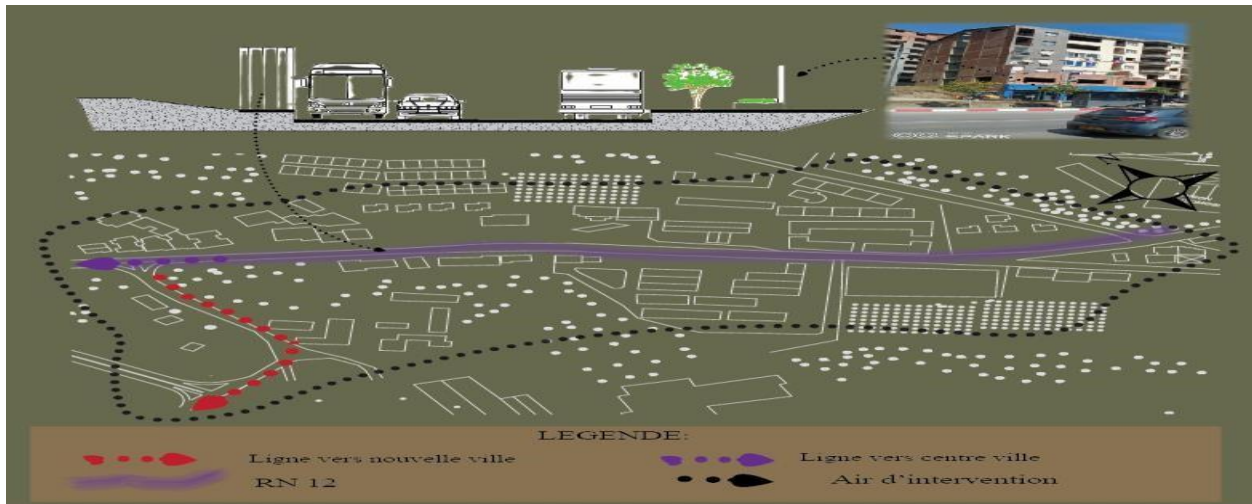 LEGENDE:
Ligne vers nouvelle ville
Ligne vers centre ville
RN 12
Air d'intervention